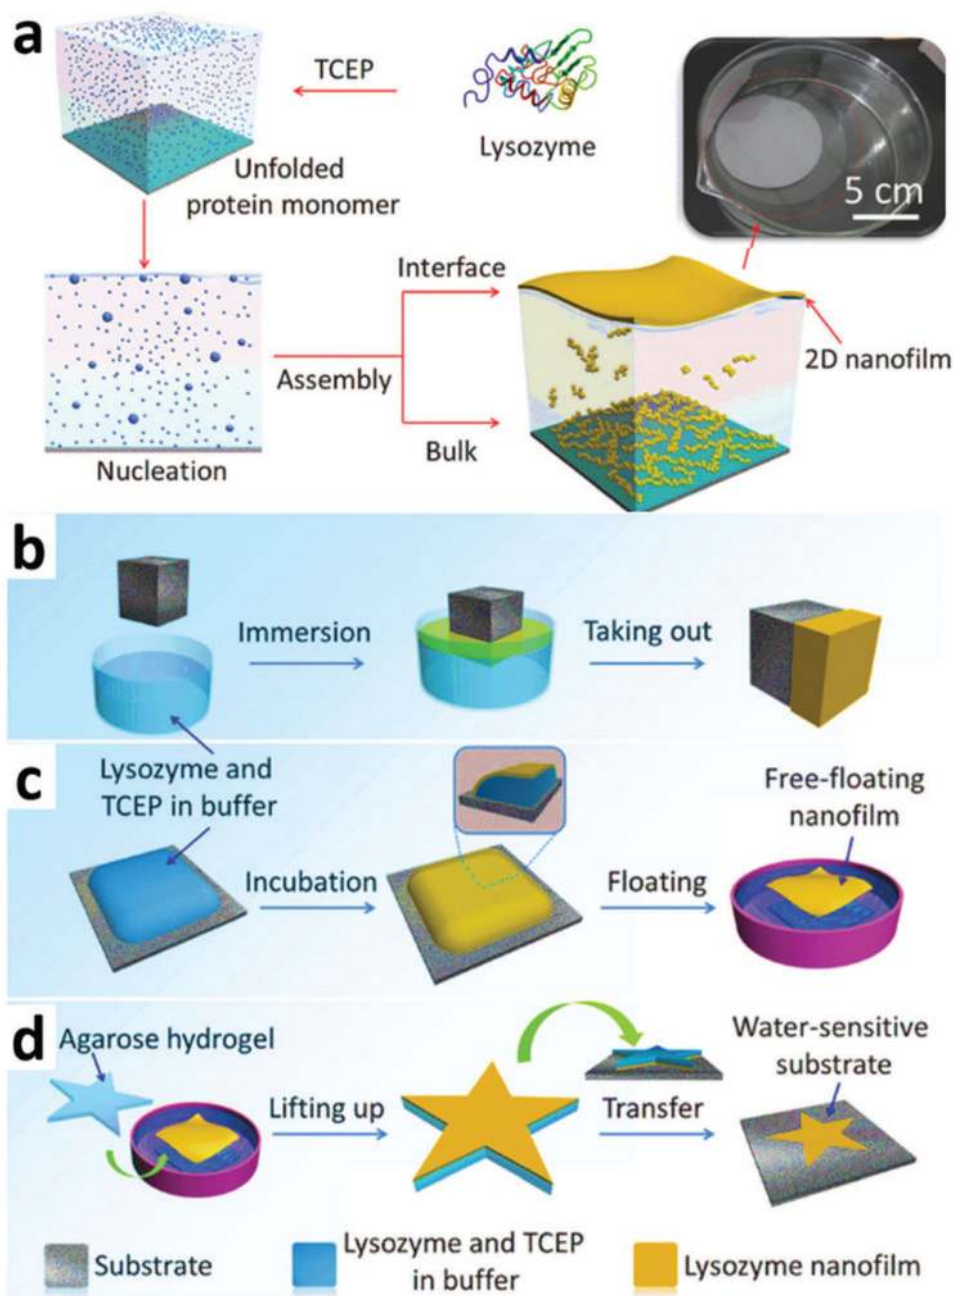 a
TCEP
Lysozyme
Unfolded
protein monomer
5 cm
Interface
2D nanofilm
Assembly
Bulk
Nucleation
b
Immersion
Taking out
Lysozyme and
TCEP in buffer
c
Free-floating
nanofilm
Incubation
Floating
d
Agarose hydrogel
Water-sensitive
substrate
Lifting up
Transfer
Substrate
Lysozyme and TCEP
in buffer
Lysozyme nanofilm